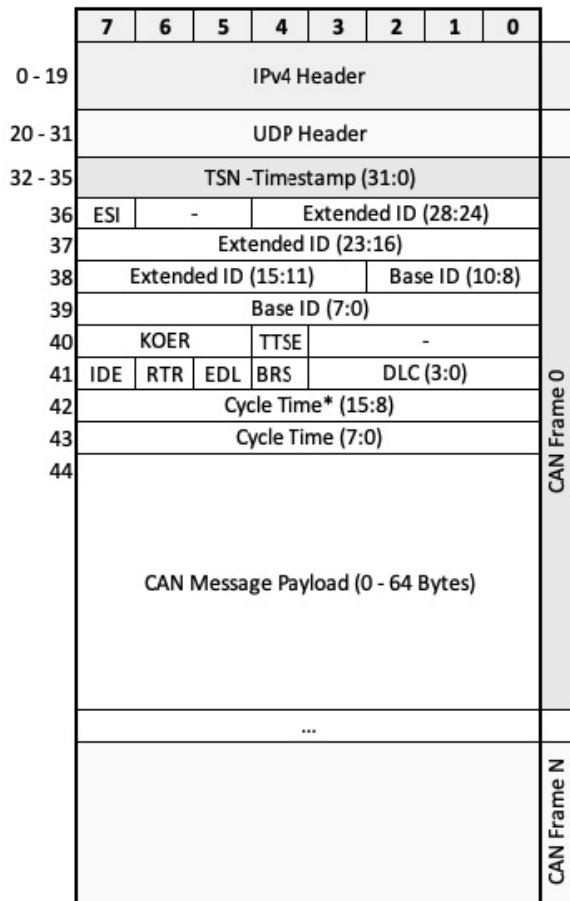 7 6 5 4 3 2 1 0
0 - 19 IPv4 Header
20 - 31 UDP Header
32 - 35 TSN -Timestamp (31:0)
36 ESI - Extended ID (28:24)
37 Extended ID (23:16)
38 Extended ID (15:11) Base ID (10:8)
39 Base ID (7:0)
40 KOER TTSE -
41 IDE RTR EDL BRS DLC (3:0)
42 Cycle Time* (15:8)
43 Cycle Time (7:0)
44
CAN Message Payload (0 - 64 Bytes)
CAN Frame 0
...
CAN Frame N